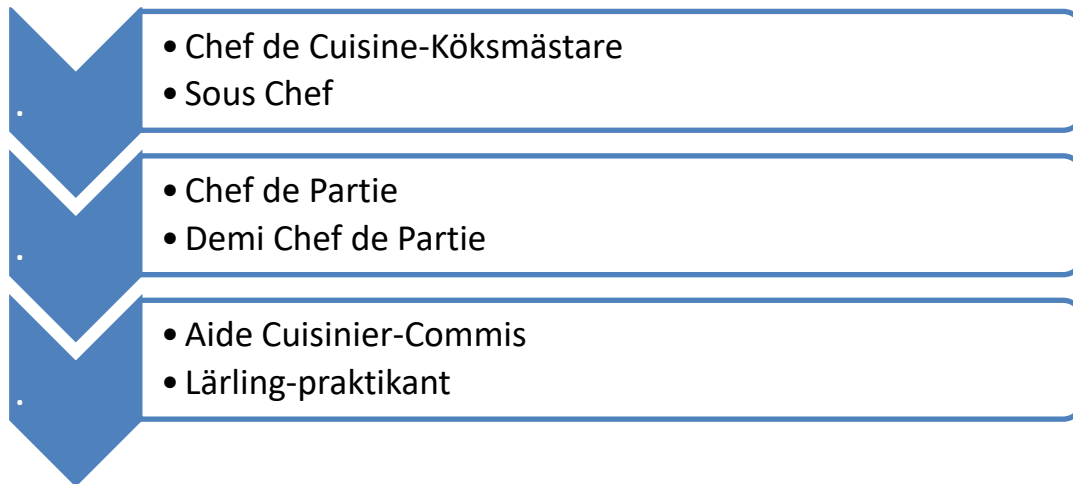 • Chef de Cuisine-Köksmästare
• Sous Chef
.
• Chef de Partie
• Demi Chef de Partie
.
• Aide Cuisinier-Commis
• Lärling-praktikant
.